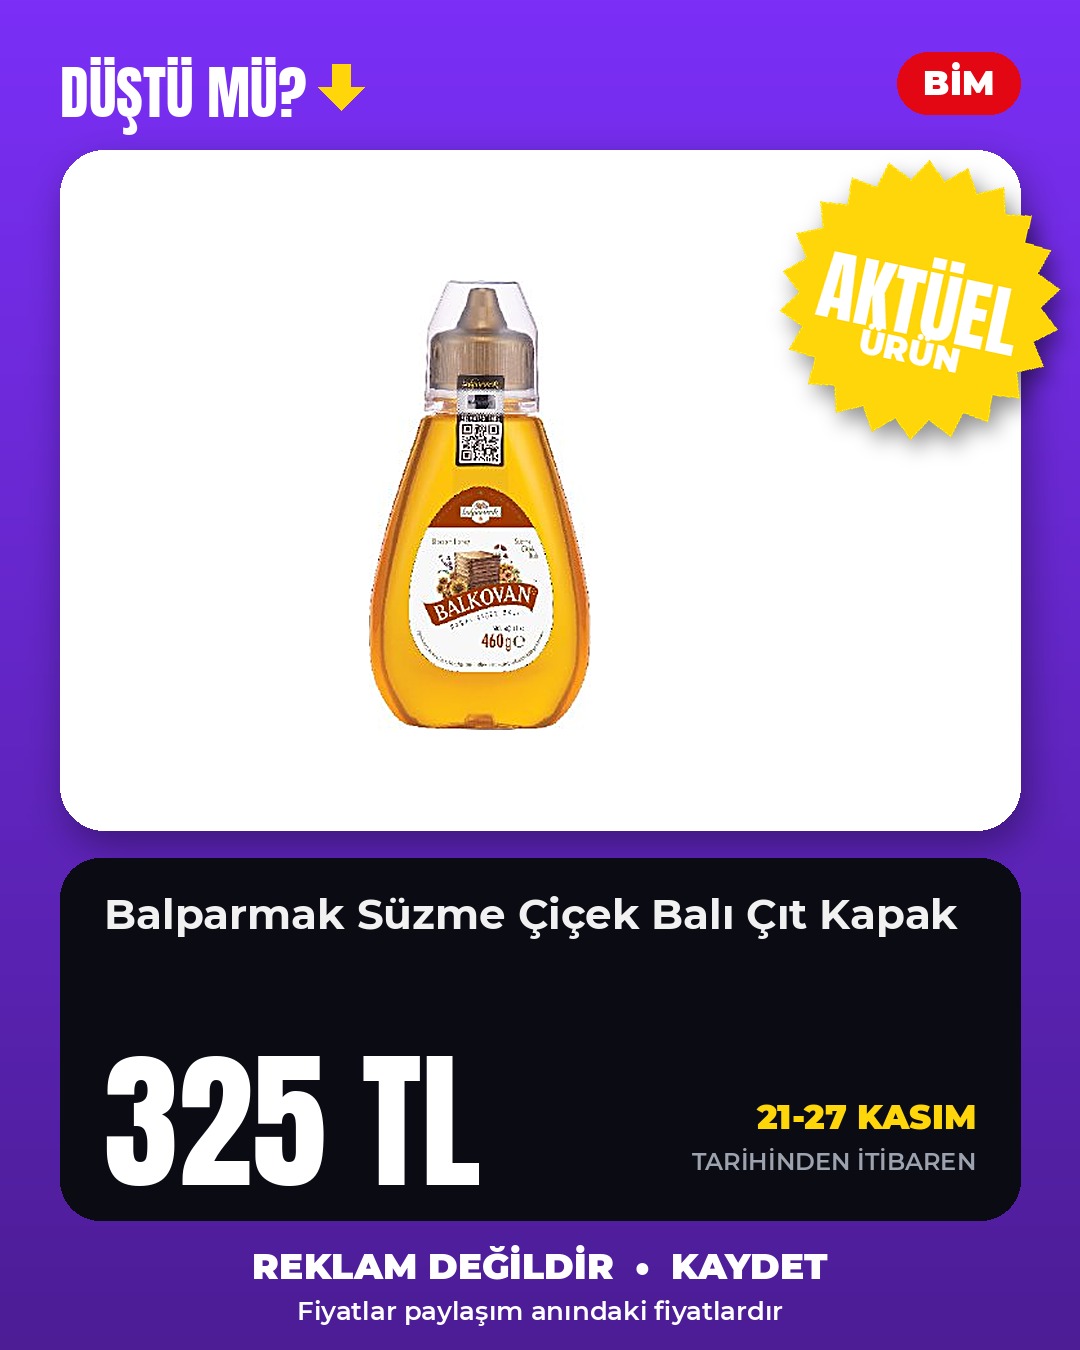 DÜŞTÜ MÜ?
BİM
AKTÜEL
ÜRÜN
BALKOVAN
460g
Balparmak Süzme Çiçek Balı Çıt Kapak
325 TL
21-27 KASIM
TARİHİNDEN İTİBAREN
REKLAM DEĞİLDİR • KAYDET
Fiyatlar paylaşım anındaki fiyatlardır